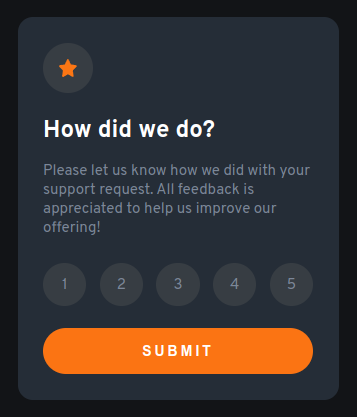 How did we do?
Please let us know how we did with your
support request. All feedback is
appreciated to help us improve our
offering!
1 2 3 4 5
SUBMIT